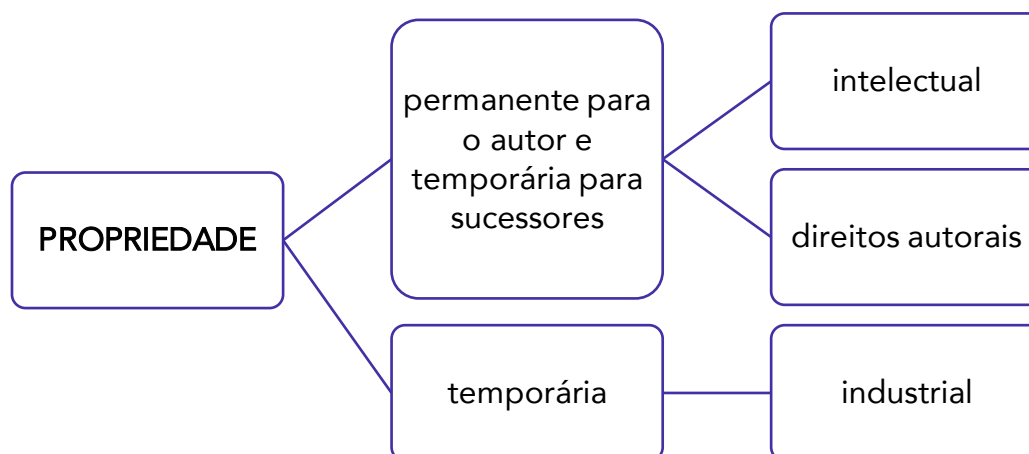 PROPRIEDADE
permanente para
o autor e
temporária para
sucessores
intelectual
direitos autorais
temporária
industrial